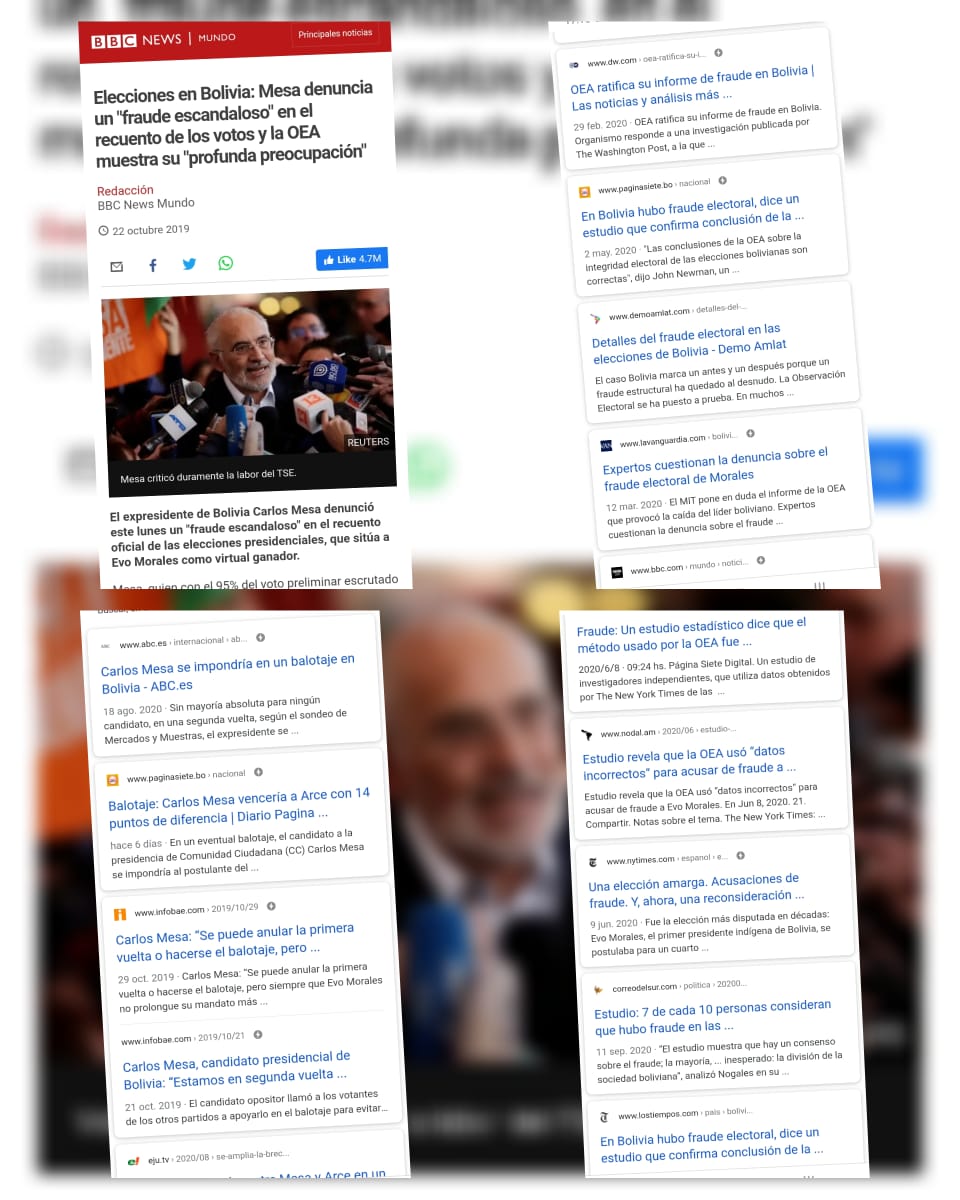 BBC NEWS | MUNDO
Principales noticias
Elecciones en Bolivia: Mesa denuncia
un "fraude escandaloso" en el
recuento de los votos y la OEA
muestra su "profunda preocupación"
Redacción
BBC News Mundo
22 octubre 2019
Like 4.7M
REUTERS
Mesa criticó duramente la labor del TSE.
El expresidente de Bolivia Carlos Mesa denunció
este lunes un "fraude escandaloso" en el recuento
oficial de las elecciones presidenciales, que sitúa a
Evo Morales como virtual ganador.
Mesa, quien con el 95% del voto preliminar escrutado
www.dw.com › oea-ratifica-su-i...
OEA ratifica su informe de fraude en Bolivia |
Las noticias y análisis más ...
29 feb. 2020 · OEA ratifica su informe de fraude en Bolivia.
Organismo responde a una investigación publicada por
The Washington Post, a la que ...
www.paginasiete.bo › nacional
En Bolivia hubo fraude electoral, dice un
estudio que confirma conclusión de la ...
2 may. 2020 · "Las conclusiones de la OEA sobre la
integridad electoral de las elecciones bolivianas son
correctas", dijo John Newman, un ...
www.demoamlat.com › detalles-del-...
Detalles del fraude electoral en las
elecciones de Bolivia - Demo Amlat
El caso Bolivia marca un antes y un después porque un
fraude estructural ha quedado al desnudo. La Observación
Electoral se ha puesto a prueba. En muchos ...
www.lavanguardia.com › bolivi...
Expertos cuestionan la denuncia sobre el
fraude electoral de Morales
12 mar. 2020 · El MIT pone en duda el informe de la OEA
que provocó la caída del líder boliviano. Expertos
cuestionan la denuncia sobre el fraude ...
www.bbc.com › mundo › notici...
www.abc.es › internacional › ab...
Carlos Mesa se impondría en un balotaje en
Bolivia - ABC.es
18 ago. 2020 · Sin mayoría absoluta para ningún
candidato, en una segunda vuelta, según el sondeo de
Mercados y Muestras, el expresidente se ...
www.paginasiete.bo › nacional
Balotaje: Carlos Mesa vencería a Arce con 14
puntos de diferencia | Diario Pagina ...
hace 6 días · En un eventual balotaje, el candidato a la
presidencia de Comunidad Ciudadana (CC) Carlos Mesa
se impondría al postulante del ...
www.infobae.com › 2019/10/29
Carlos Mesa: “Se puede anular la primera
vuelta o hacerse el balotaje, pero ...
29 oct. 2019 · Carlos Mesa: “Se puede anular la primera
vuelta o hacerse el balotaje, pero siempre que Evo Morales
no prolongue su mandato más ...
www.infobae.com › 2019/10/21
Carlos Mesa, candidato presidencial de
Bolivia: “Estamos en segunda vuelta ...
21 oct. 2019 · El candidato opositor llamó a los votantes
de los otros partidos a apoyarlo en el balotaje para evitar...
eju.tv › 2020/08 › se-amplia-la-brec...
Mesa y Arce en un
Fraude: Un estudio estadístico dice que el
método usado por la OEA fue ...
2020/6/8 · 09:24 hs. Página Siete Digital. Un estudio de
investigadores independientes, que utiliza datos obtenidos
por The New York Times de las ...
www.nodal.am › 2020/06 › estudio-...
Estudio revela que la OEA usó "datos
incorrectos" para acusar de fraude a ...
Estudio revela que la OEA usó "datos incorrectos" para
acusar de fraude a Evo Morales. En Jun 8, 2020. 21.
Compartir. Notas sobre el tema. The New York Times: ...
www.nytimes.com › espanol › e...
Una elección amarga. Acusaciones de
fraude. Y, ahora, una reconsideración ...
9 jun. 2020 · Fue la elección más disputada en décadas:
Evo Morales, el primer presidente indígena de Bolivia, se
postulaba para un cuarto ...
correodelsur.com › politica › 20200...
Estudio: 7 de cada 10 personas consideran
que hubo fraude en las ...
11 sep. 2020 · "El estudio muestra que hay un consenso
sobre el fraude; la mayoría, ... inesperado: la división de la
sociedad boliviana", analizó Nogales en su ...
www.lostiempos.com › pais › bolivi...
En Bolivia hubo fraude electoral, dice un
estudio que confirma conclusión de la ...